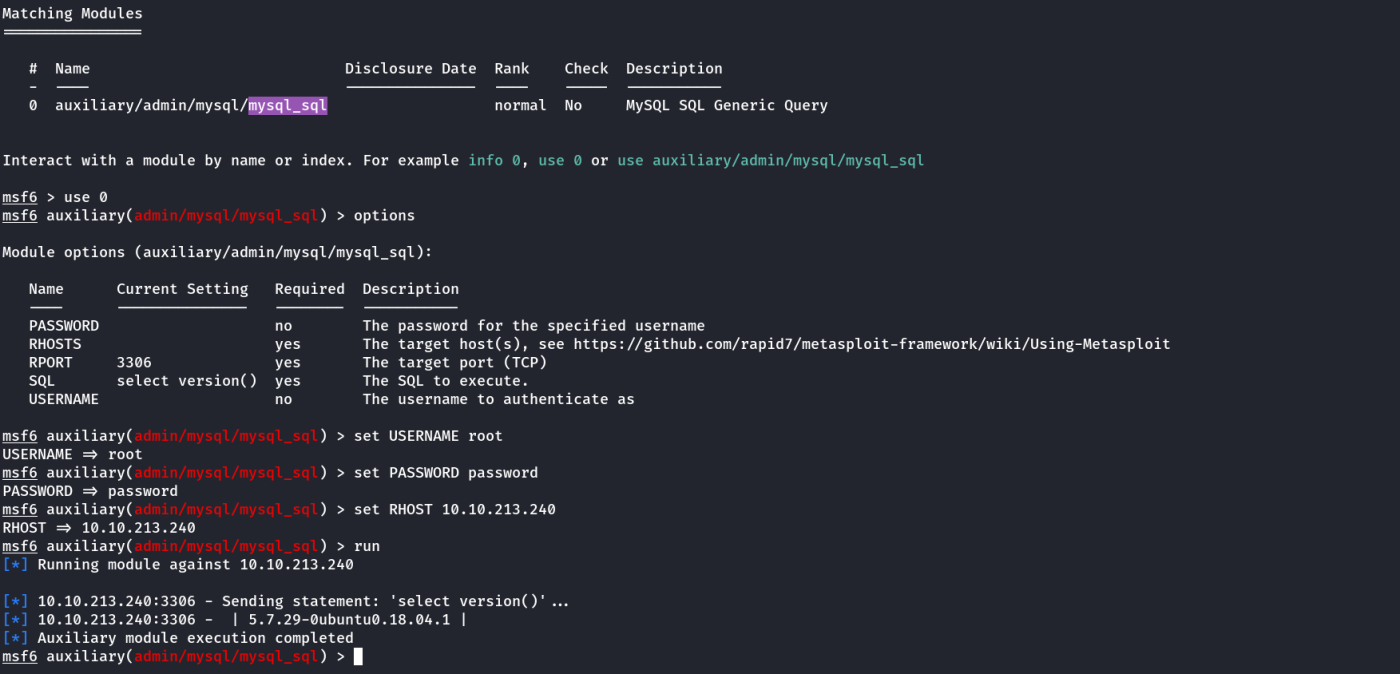 Matching Modules
================
# Name Disclosure Date Rank Check Description
- ---- --------------- ---- ----- -----------
0 auxiliary/admin/mysql/mysql_sql normal No MySQL SQL Generic Query
Interact with a module by name or index. For example info 0, use 0 or use auxiliary/admin/mysql/mysql_sql
msf6 > use 0
msf6 auxiliary(admin/mysql/mysql_sql) > options
Module options (auxiliary/admin/mysql/mysql_sql):
Name Current Setting Required Description
---- --------------- -------- -----------
PASSWORD no The password for the specified username
RHOSTS yes The target host(s), see https://github.com/rapid7/metasploit-framework/wiki/Using-Metasploit
RPORT 3306 yes The target port (TCP)
SQL select version() yes The SQL to execute.
USERNAME no The username to authenticate as
msf6 auxiliary(admin/mysql/mysql_sql) > set USERNAME root
USERNAME => root
msf6 auxiliary(admin/mysql/mysql_sql) > set PASSWORD password
PASSWORD => password
msf6 auxiliary(admin/mysql/mysql_sql) > set RHOST 10.10.213.240
RHOST => 10.10.213.240
msf6 auxiliary(admin/mysql/mysql_sql) > run
[*] Running module against 10.10.213.240
[*] 10.10.213.240:3306 - Sending statement: 'select version()'...
[*] 10.10.213.240:3306 - | 5.7.29-0ubuntu0.18.04.1 |
[*] Auxiliary module execution completed
msf6 auxiliary(admin/mysql/mysql_sql) >